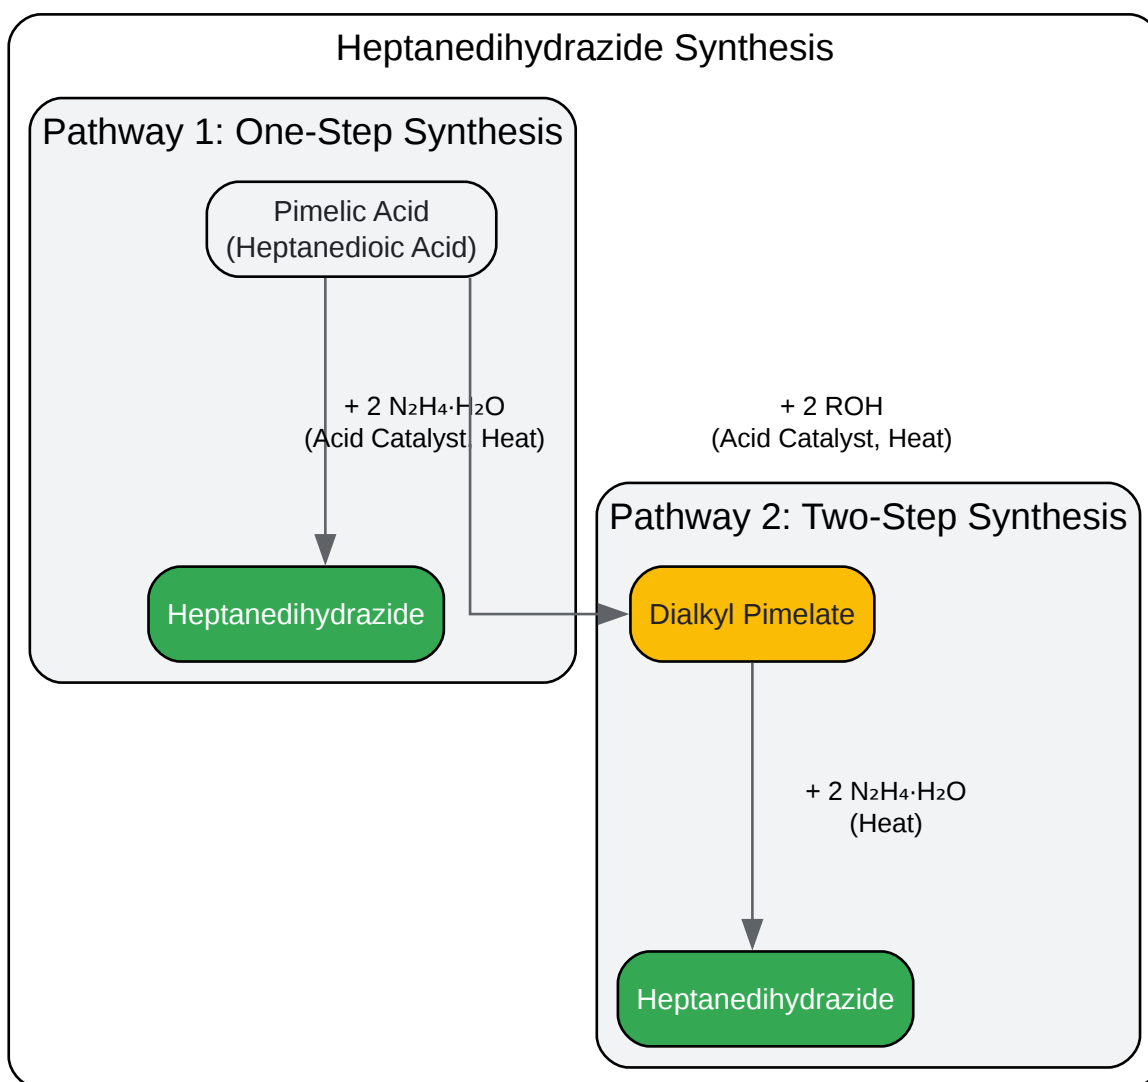 Heptanedihydrazide Synthesis
Pathway 1: One-Step Synthesis
Pimelic Acid
(Heptanedioic Acid)
+ 2 N₂H₄·H₂O
(Acid Catalyst, Heat)
+ 2 ROH
(Acid Catalyst, Heat)
Pathway 2: Two-Step Synthesis
Heptanedihydrazide
Dialkyl Pimelate
+ 2 N₂H₄·H₂O
(Heat)
Heptanedihydrazide